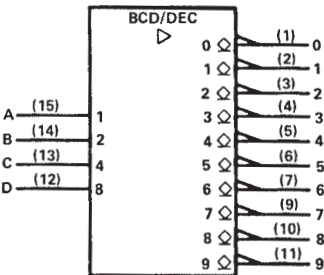 BCD/DEC
0 (1) 0
1 (2) 1
2 (3) 2
A (15) 1 3 (4) 3
B (14) 2 4 (5) 4
C (13) 4 5 (6) 5
D (12) 8 6 (7) 6
7 (9) 7
8 (10) 8
9 (11) 9